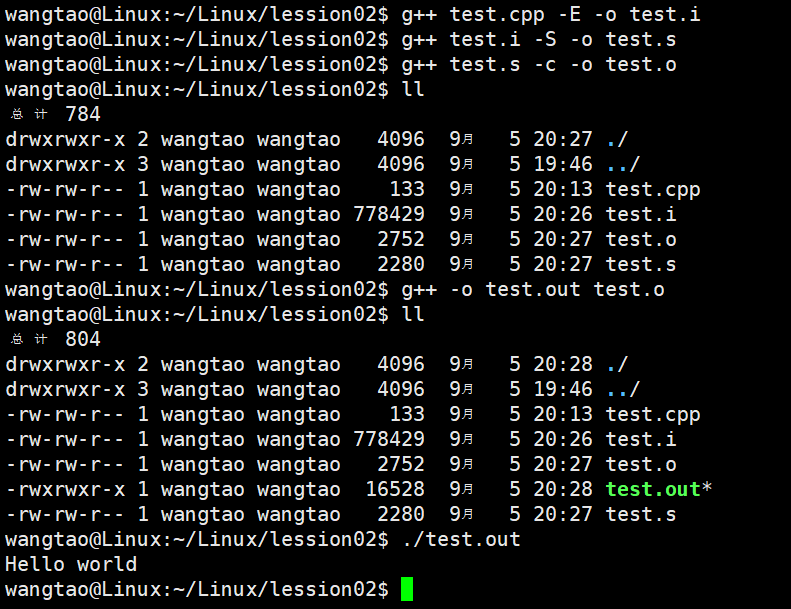 wangtao@Linux:~/Linux/lession02$ g++ test.cpp -E -o test.i
wangtao@Linux:~/Linux/lession02$ g++ test.i -S -o test.s
wangtao@Linux:~/Linux/lession02$ g++ test.s -c -o test.o
wangtao@Linux:~/Linux/lession02$ ll
总计 784
drwxrwxr-x 2 wangtao wangtao   4096  9月   5 20:27 ./
drwxrwxr-x 3 wangtao wangtao   4096  9月   5 19:46 ../
-rw-rw-r-- 1 wangtao wangtao    133  9月   5 20:13 test.cpp
-rw-rw-r-- 1 wangtao wangtao 778429  9月   5 20:26 test.i
-rw-rw-r-- 1 wangtao wangtao   2752  9月   5 20:27 test.o
-rw-rw-r-- 1 wangtao wangtao   2280  9月   5 20:27 test.s
wangtao@Linux:~/Linux/lession02$ g++ -o test.out test.o
wangtao@Linux:~/Linux/lession02$ ll
总计 804
drwxrwxr-x 2 wangtao wangtao   4096  9月   5 20:28 ./
drwxrwxr-x 3 wangtao wangtao   4096  9月   5 19:46 ../
-rw-rw-r-- 1 wangtao wangtao    133  9月   5 20:13 test.cpp
-rw-rw-r-- 1 wangtao wangtao 778429  9月   5 20:26 test.i
-rw-rw-r-- 1 wangtao wangtao   2752  9月   5 20:27 test.o
-rwxrwxr-x 1 wangtao wangtao  16528  9月   5 20:28 test.out*
-rw-rw-r-- 1 wangtao wangtao   2280  9月   5 20:27 test.s
wangtao@Linux:~/Linux/lession02$ ./test.out
Hello world
wangtao@Linux:~/Linux/lession02$